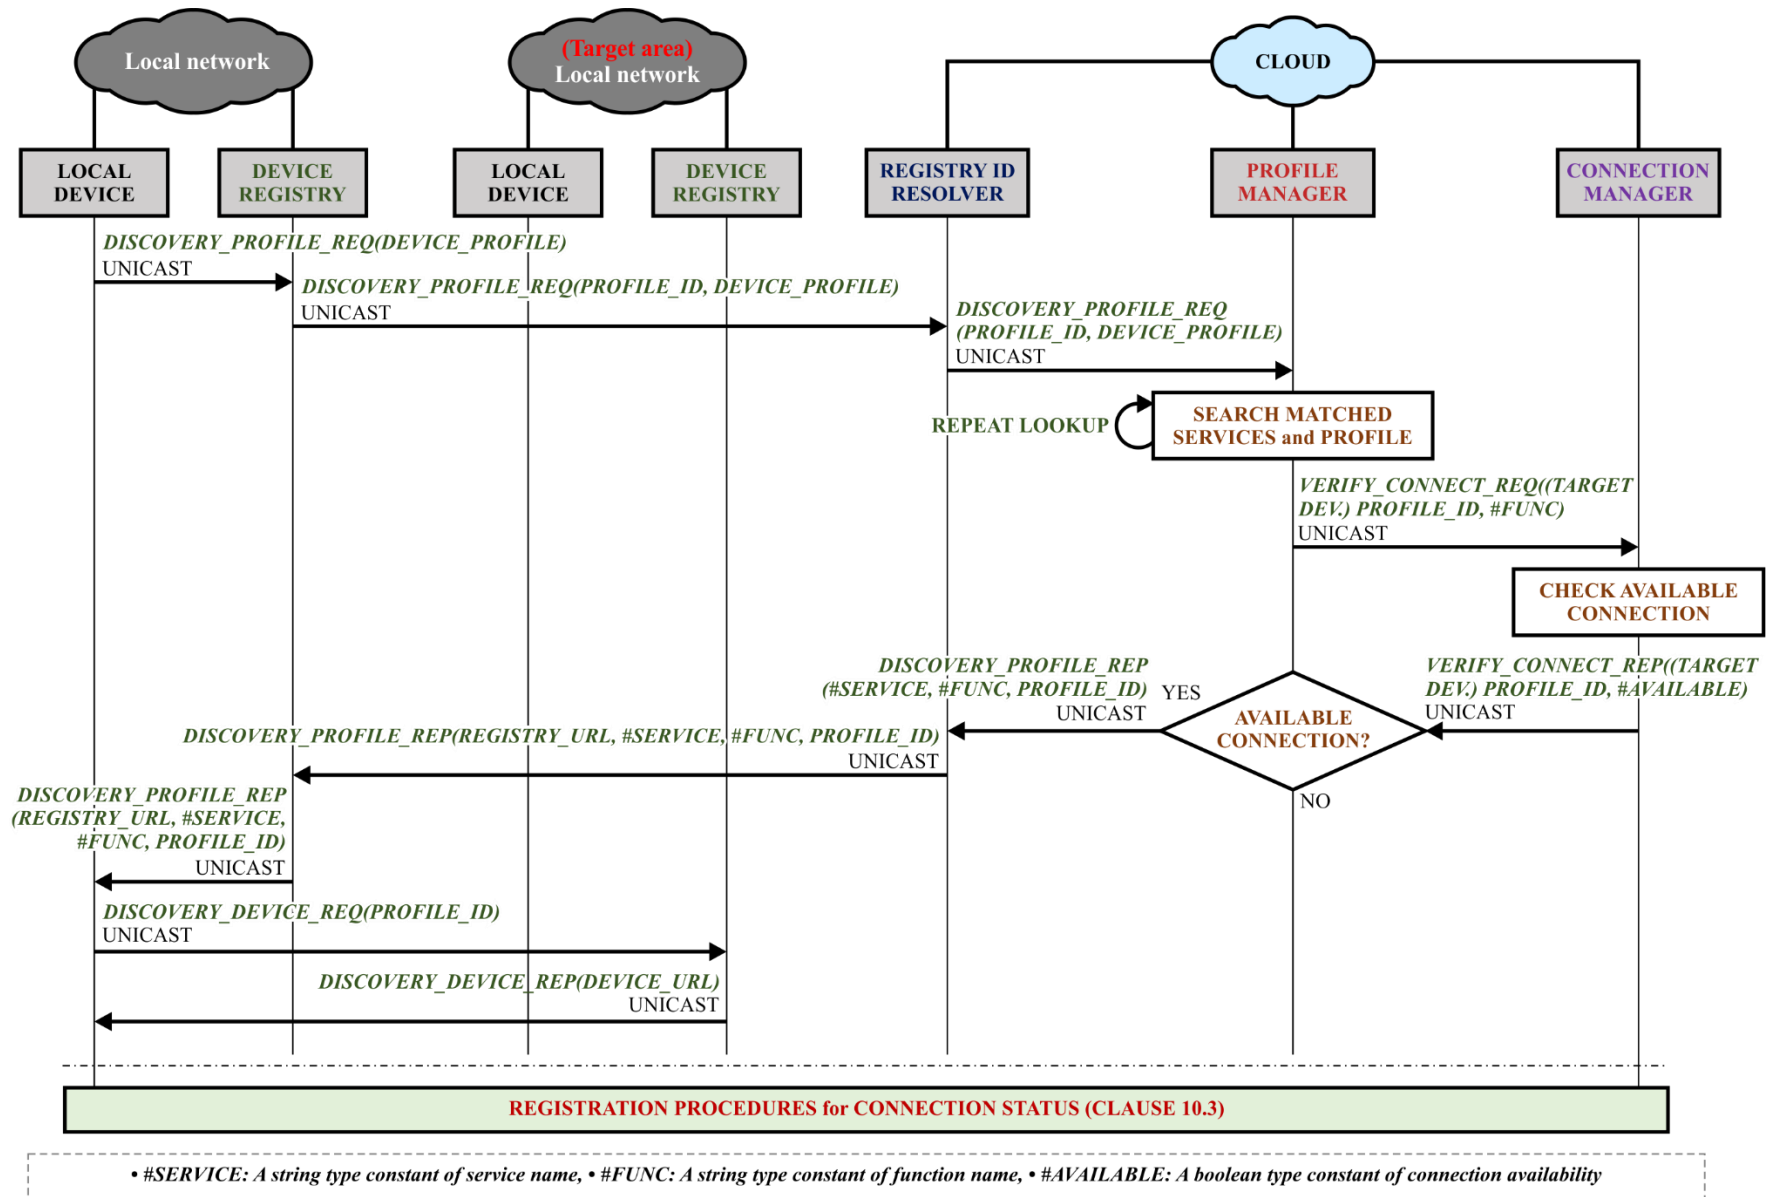 Local network
(Target area)
Local network
CLOUD
LOCAL
DEVICE
DEVICE
REGISTRY
LOCAL
DEVICE
DEVICE
REGISTRY
REGISTRY ID
RESOLVER
PROFILE
MANAGER
CONNECTION
MANAGER
DISCOVERY_PROFILE_REQ(DEVICE_PROFILE)
UNICAST
DISCOVERY_PROFILE_REQ(PROFILE_ID, DEVICE_PROFILE)
UNICAST
DISCOVERY_PROFILE_REQ
(PROFILE_ID, DEVICE_PROFILE)
UNICAST
REPEAT LOOKUP
SEARCH MATCHED
SERVICES and PROFILE
VERIFY_CONNECT_REQ((TARGET
DEV.) PROFILE_ID, #FUNC)
UNICAST
CHECK AVAILABLE
CONNECTION
VERIFY_CONNECT_REP((TARGET
DEV.) PROFILE_ID, #AVAILABLE)
UNICAST
AVAILABLE
CONNECTION?
YES
NO
DISCOVERY_PROFILE_REP
(#SERVICE, #FUNC, PROFILE_ID)
UNICAST
DISCOVERY_PROFILE_REP(REGISTRY_URL, #SERVICE, #FUNC, PROFILE_ID)
UNICAST
DISCOVERY_PROFILE_REP
(REGISTRY_URL, #SERVICE,
#FUNC, PROFILE_ID)
UNICAST
DISCOVERY_DEVICE_REQ(PROFILE_ID)
UNICAST
DISCOVERY_DEVICE_REP(DEVICE_URL)
UNICAST
REGISTRATION PROCEDURES for CONNECTION STATUS (CLAUSE 10.3)
• #SERVICE: A string type constant of service name, • #FUNC: A string type constant of function name, • #AVAILABLE: A boolean type constant of connection availability